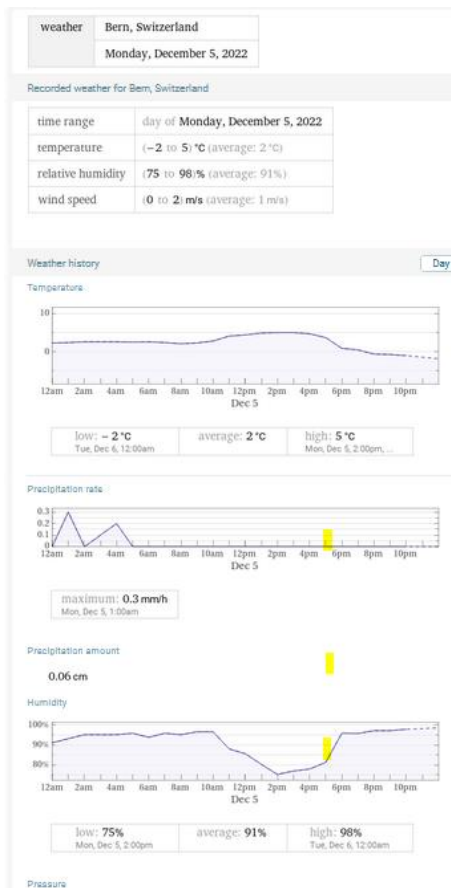 weather
Bern, Switzerland
Monday, December 5, 2022
Recorded weather for Bern, Switzerland
time range day of Monday, December 5, 2022
temperature (−2 to 5) °C (average: 2 °C)
relative humidity (75 to 98)% (average: 91%)
wind speed (0 to 2) m/s (average: 1 m/s)
Weather history Day
Temperature
10
0
12am 2am 4am 6am 8am 10am 12pm 2pm 4pm 6pm 8pm 10pm
Dec 5
low: −2 °C average: 2 °C high: 5 °C
Tue, Dec 6, 12:00am Mon, Dec 5, 2:00pm, ...
Precipitation rate
0.3
0.2
0.1
0
12am 2am 4am 6am 8am 10am 12pm 2pm 4pm 6pm 8pm 10pm
Dec 5
maximum: 0.3 mm/h
Mon, Dec 5, 1:00am
Precipitation amount
0.06 cm
Humidity
100%
90%
80%
12am 2am 4am 6am 8am 10am 12pm 2pm 4pm 6pm 8pm 10pm
Dec 5
low: 75% average: 91% high: 98%
Mon, Dec 5, 2:00pm Tue, Dec 6, 12:00am
Pressure